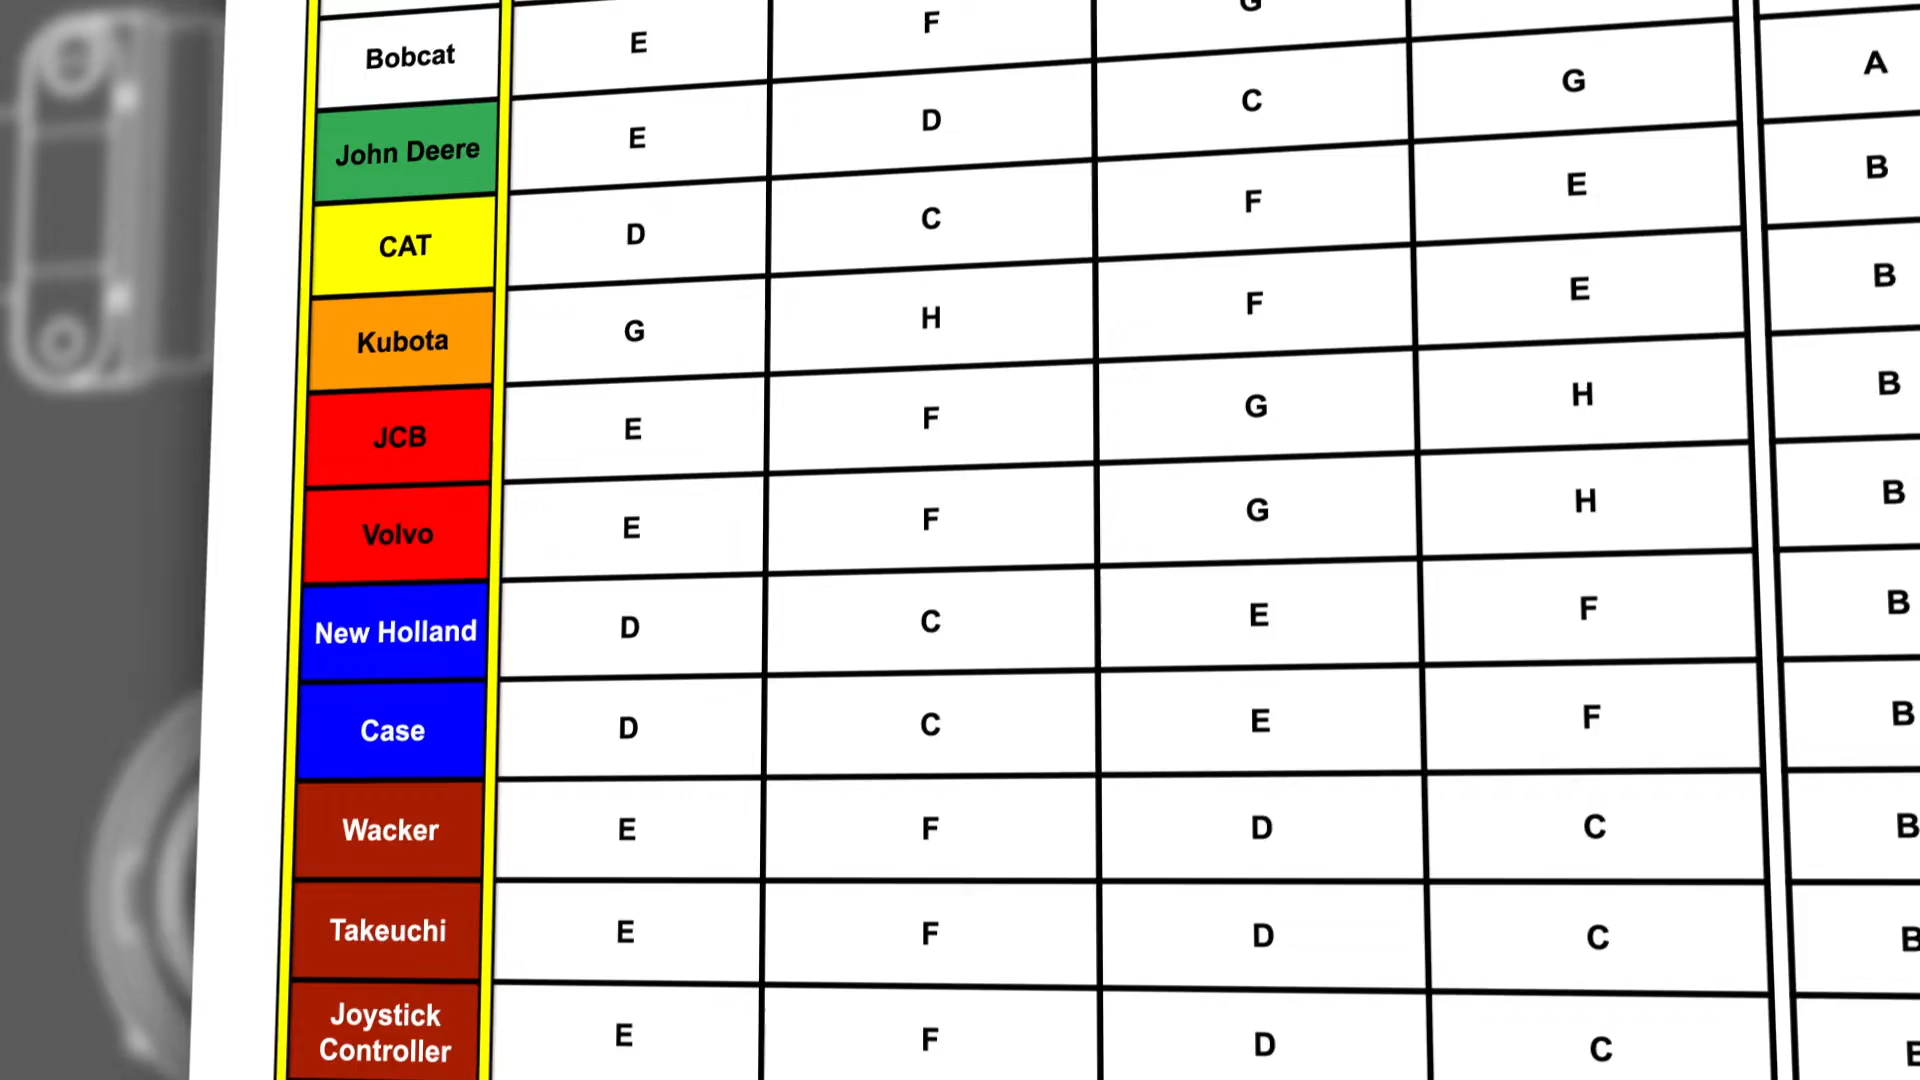 Bobcat E F G
John Deere E D C G A
CAT D C F E B
Kubota G H F E B
JCB E F G H B
Volvo E F G H B
New Holland D C E F B
Case D C E F B
Wacker E F D C B
Takeuchi E F D C B
Joystick
Controller E F D C